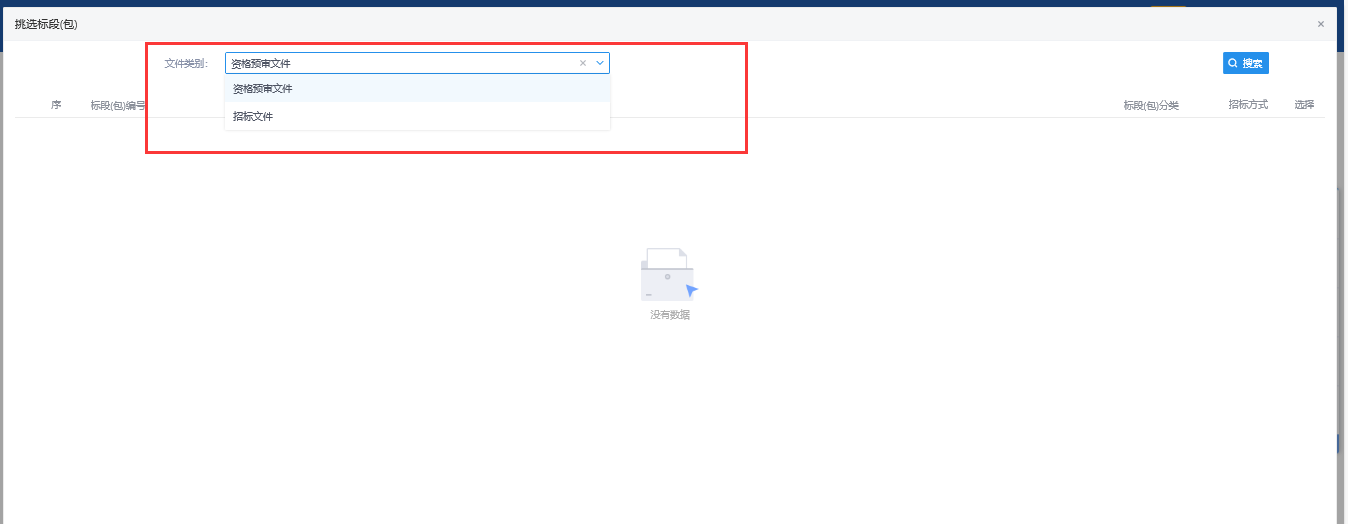 挑选标段(包)
文件类别:
资格预审文件
搜索
资格预审文件
招标文件
序 标段(包)编号 标段(包)分类 招标方式 选择
没有数据